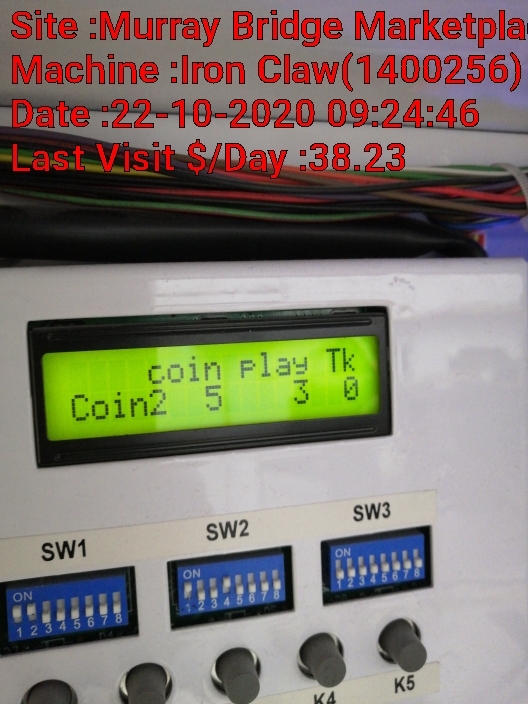 Site :Murray Bridge Marketpla
Machine :Iron Claw(1400256)
Date :22-10-2020 09:24:46
Last Visit $/Day :38.23
coin play Tk
Coin2 5 3 0
SW1 SW2 SW3
ON ON ON
1 2 3 4 5 6 7 8 1 2 3 4 5 6 7 8 1 2 3 4 5 6 7 8
K4 K5